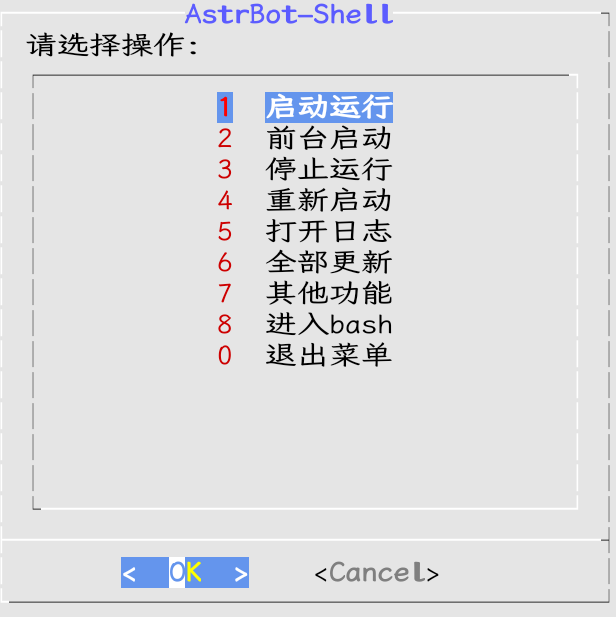 AstrBot-Shell
请选择操作:
1 启动运行
2 前台启动
3 停止运行
4 重新启动
5 打开日志
6 全部更新
7 其他功能
8 进入bash
0 退出菜单
< OK > <Cancel>